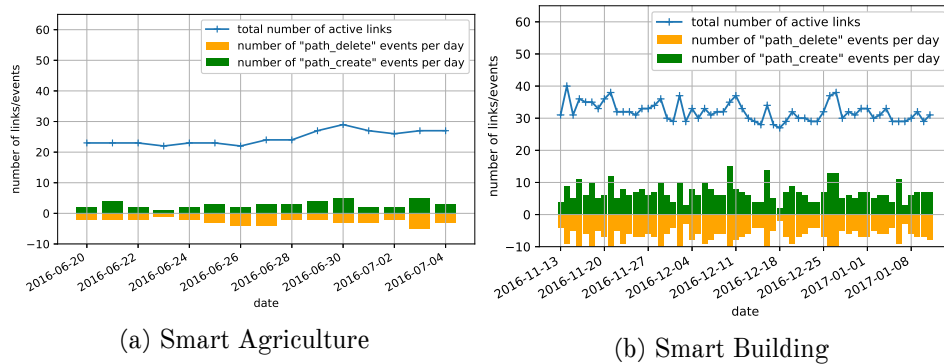 60
50
40
30
20
10
0
−10
number of links/events
total number of active links
number of "path_delete" events per day
number of "path_create" events per day
2016-06-20
2016-06-22
2016-06-24
2016-06-26
2016-06-28
2016-06-30
2016-07-02
2016-07-04
date
(a) Smart Agriculture
60
50
40
30
20
10
0
−10
number of links/events
total number of active links
number of "path_delete" events per day
number of "path_create" events per day
2016-11-13
2016-11-20
2016-11-27
2016-12-04
2016-12-11
2016-12-18
2016-12-25
2017-01-01
2017-01-08
date
(b) Smart Building